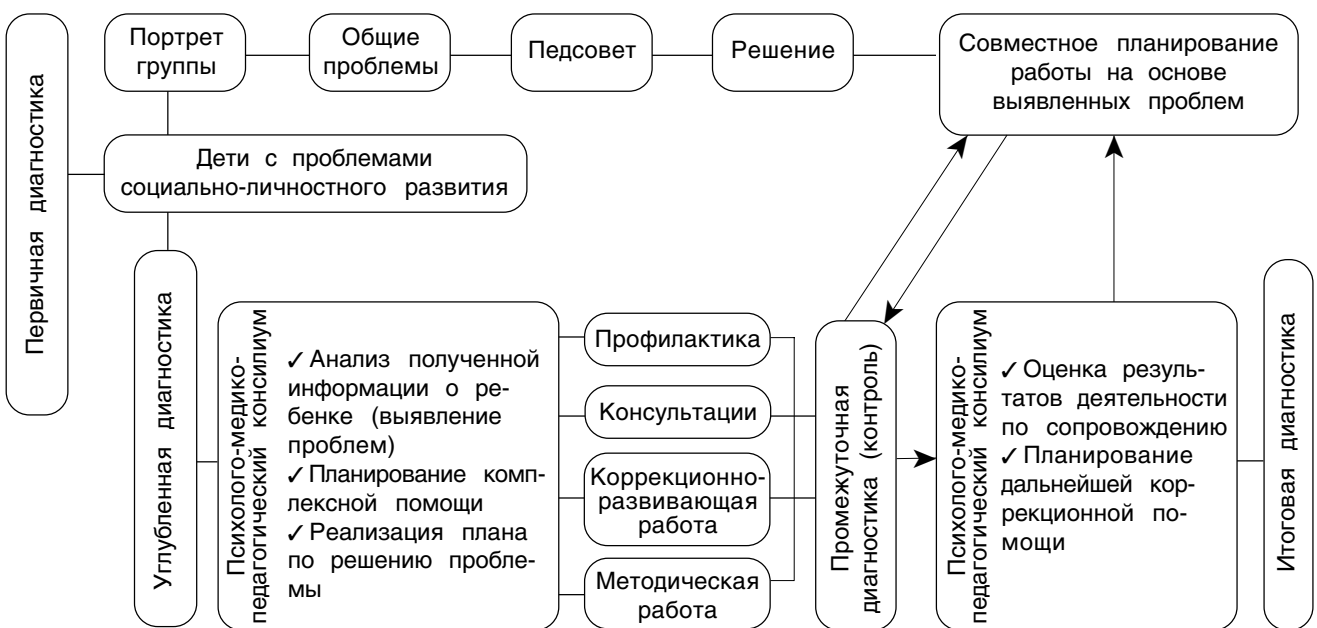 Первичная диагностика
Портрет
группы
Общие
проблемы
Педсовет
Решение
Совместное планирование
работы на основе
выявленных проблем
Дети с проблемами
социально-личностного развития
Углубленная диагностика
Психолого-медико-
педагогический консилиум
✓ Анализ полученной
информации о ре-
бенке (выявление
проблем)
✓ Планирование комп-
лексной помощи
✓ Реализация плана
по решению пробле-
мы
Профилактика
Консультации
Коррекционно-
развивающая
работа
Методическая
работа
Промежуточная
диагностика (контроль)
Психолого-медико-
педагогический консилиум
✓ Оценка резуль-
татов деятельности
по сопровождению
✓ Планирование
дальнейшей кор-
рекционной по-
мощи
Итоговая диагностика